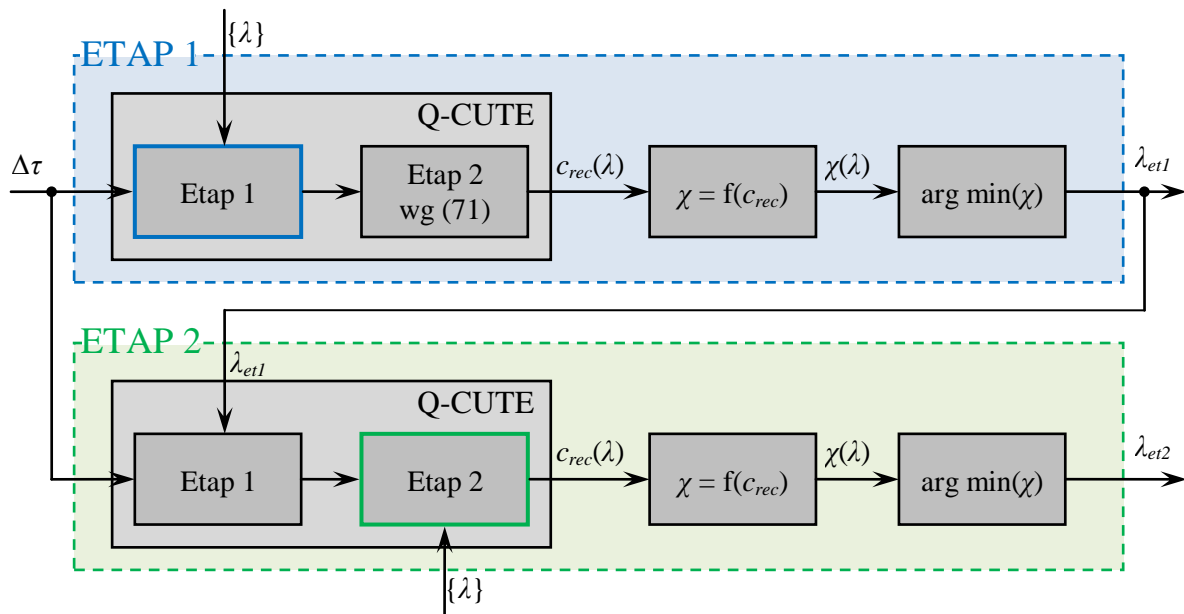 {λ}
ETAP 1
Q-CUTE
Δτ
Etap 1
Etap 2
wg (71)
c_rec(λ)
χ = f(c_rec)
χ(λ)
arg min(χ)
λ_et1
ETAP 2
λ_et1
Q-CUTE
Etap 1
Etap 2
c_rec(λ)
χ = f(c_rec)
χ(λ)
arg min(χ)
λ_et2
{λ}